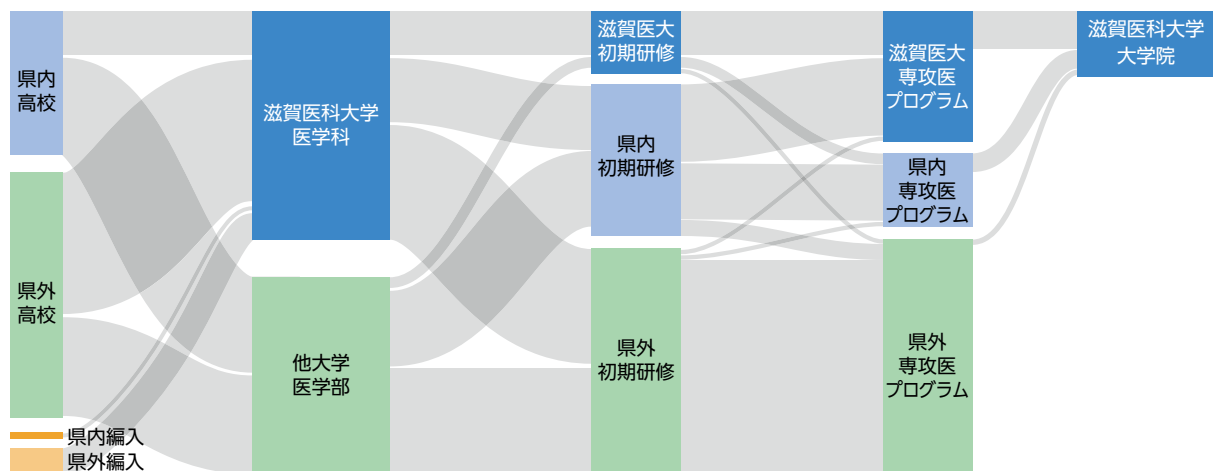 県内
高校
県外
高校
県内編入
県外編入
滋賀医科大学
医学科
他大学
医学部
滋賀医大
初期研修
県内
初期研修
県外
初期研修
滋賀医大
専攻医
プログラム
県内
専攻医
プログラム
県外
専攻医
プログラム
滋賀医科大学
大学院